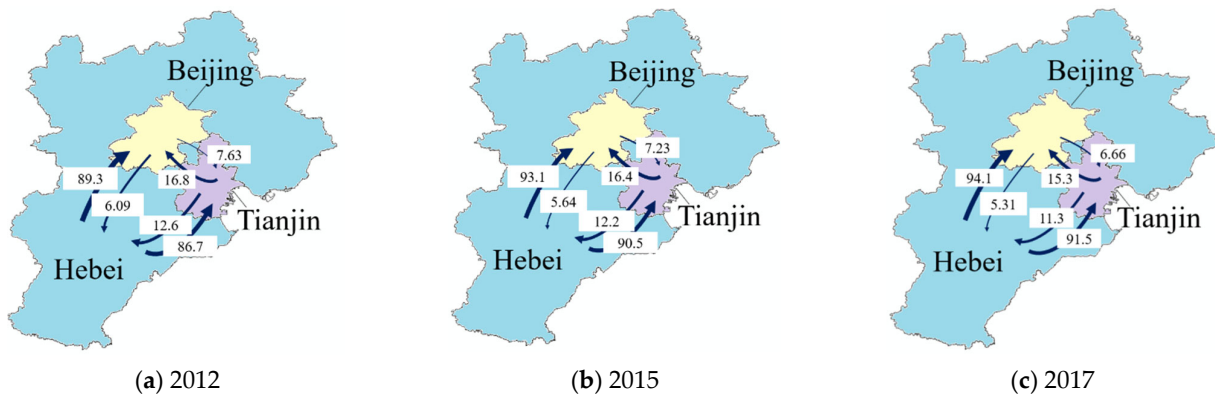 Beijing
7.63
89.3
16.8
6.09
12.6
Tianjin
86.7
Hebei
(a) 2012
Beijing
7.23
93.1
16.4
5.64
12.2
Tianjin
90.5
Hebei
(b) 2015
Beijing
6.66
94.1
15.3
5.31
11.3
Tianjin
91.5
Hebei
(c) 2017